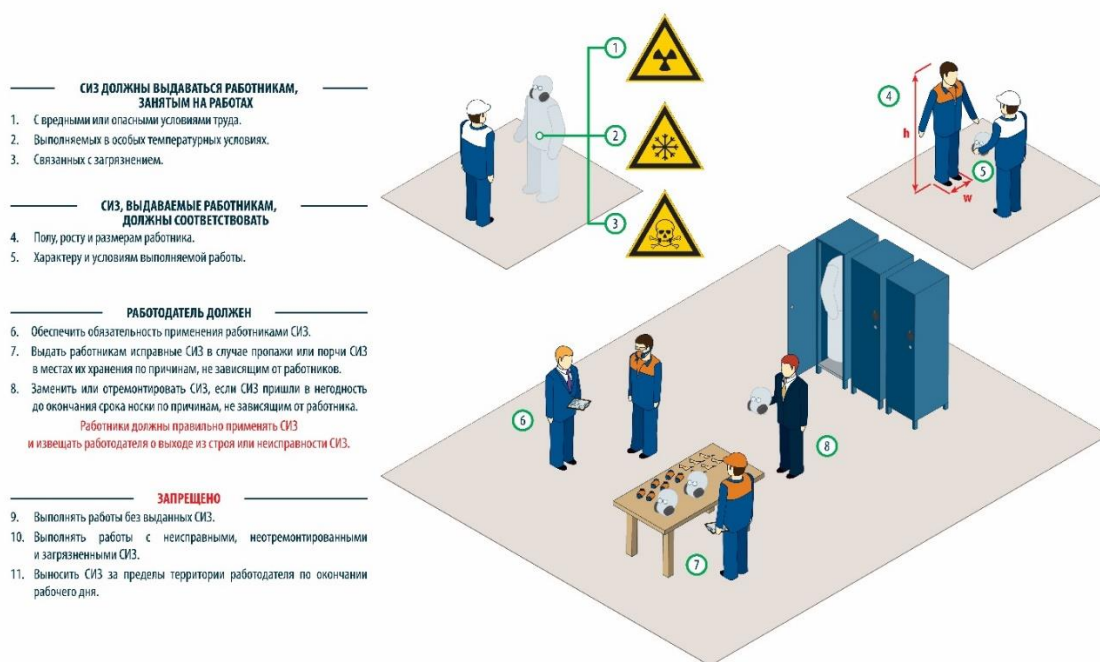 СИЗ ДОЛЖНЫ ВЫДАВАТЬСЯ РАБОТНИКАМ,
ЗАНЯТЫМ НА РАБОТАХ
1. С вредными или опасными условиями труда.
2. Выполняемых в особых температурных условиях.
3. Связанных с загрязнением.
СИЗ, ВЫДАВАЕМЫЕ РАБОТНИКАМ,
ДОЛЖНЫ СООТВЕТСТВОВАТЬ
4. Полу, росту и размерам работника.
5. Характеру и условиям выполняемой работы.
РАБОТОДАТЕЛЬ ДОЛЖЕН
6. Обеспечить обязательность применения работниками СИЗ.
7. Выдать работникам исправные СИЗ в случае пропажи или порчи СИЗ
в местах их хранения по причинам, не зависящим от работников.
8. Заменить или отремонтировать СИЗ, если СИЗ пришли в негодность
до окончания срока носки по причинам, не зависящим от работника.
Работники должны правильно применять СИЗ
и извещать работодателя о выходе из строя или неисправности СИЗ.
ЗАПРЕЩЕНО
9. Выполнять работы без выданных СИЗ.
10. Выполнять работы с неисправными, неотремонтированными
и загрязненными СИЗ.
11. Выносить СИЗ за пределы территории работодателя по окончании
рабочего дня.
1
2
3
4
h
5
w
6
8
7